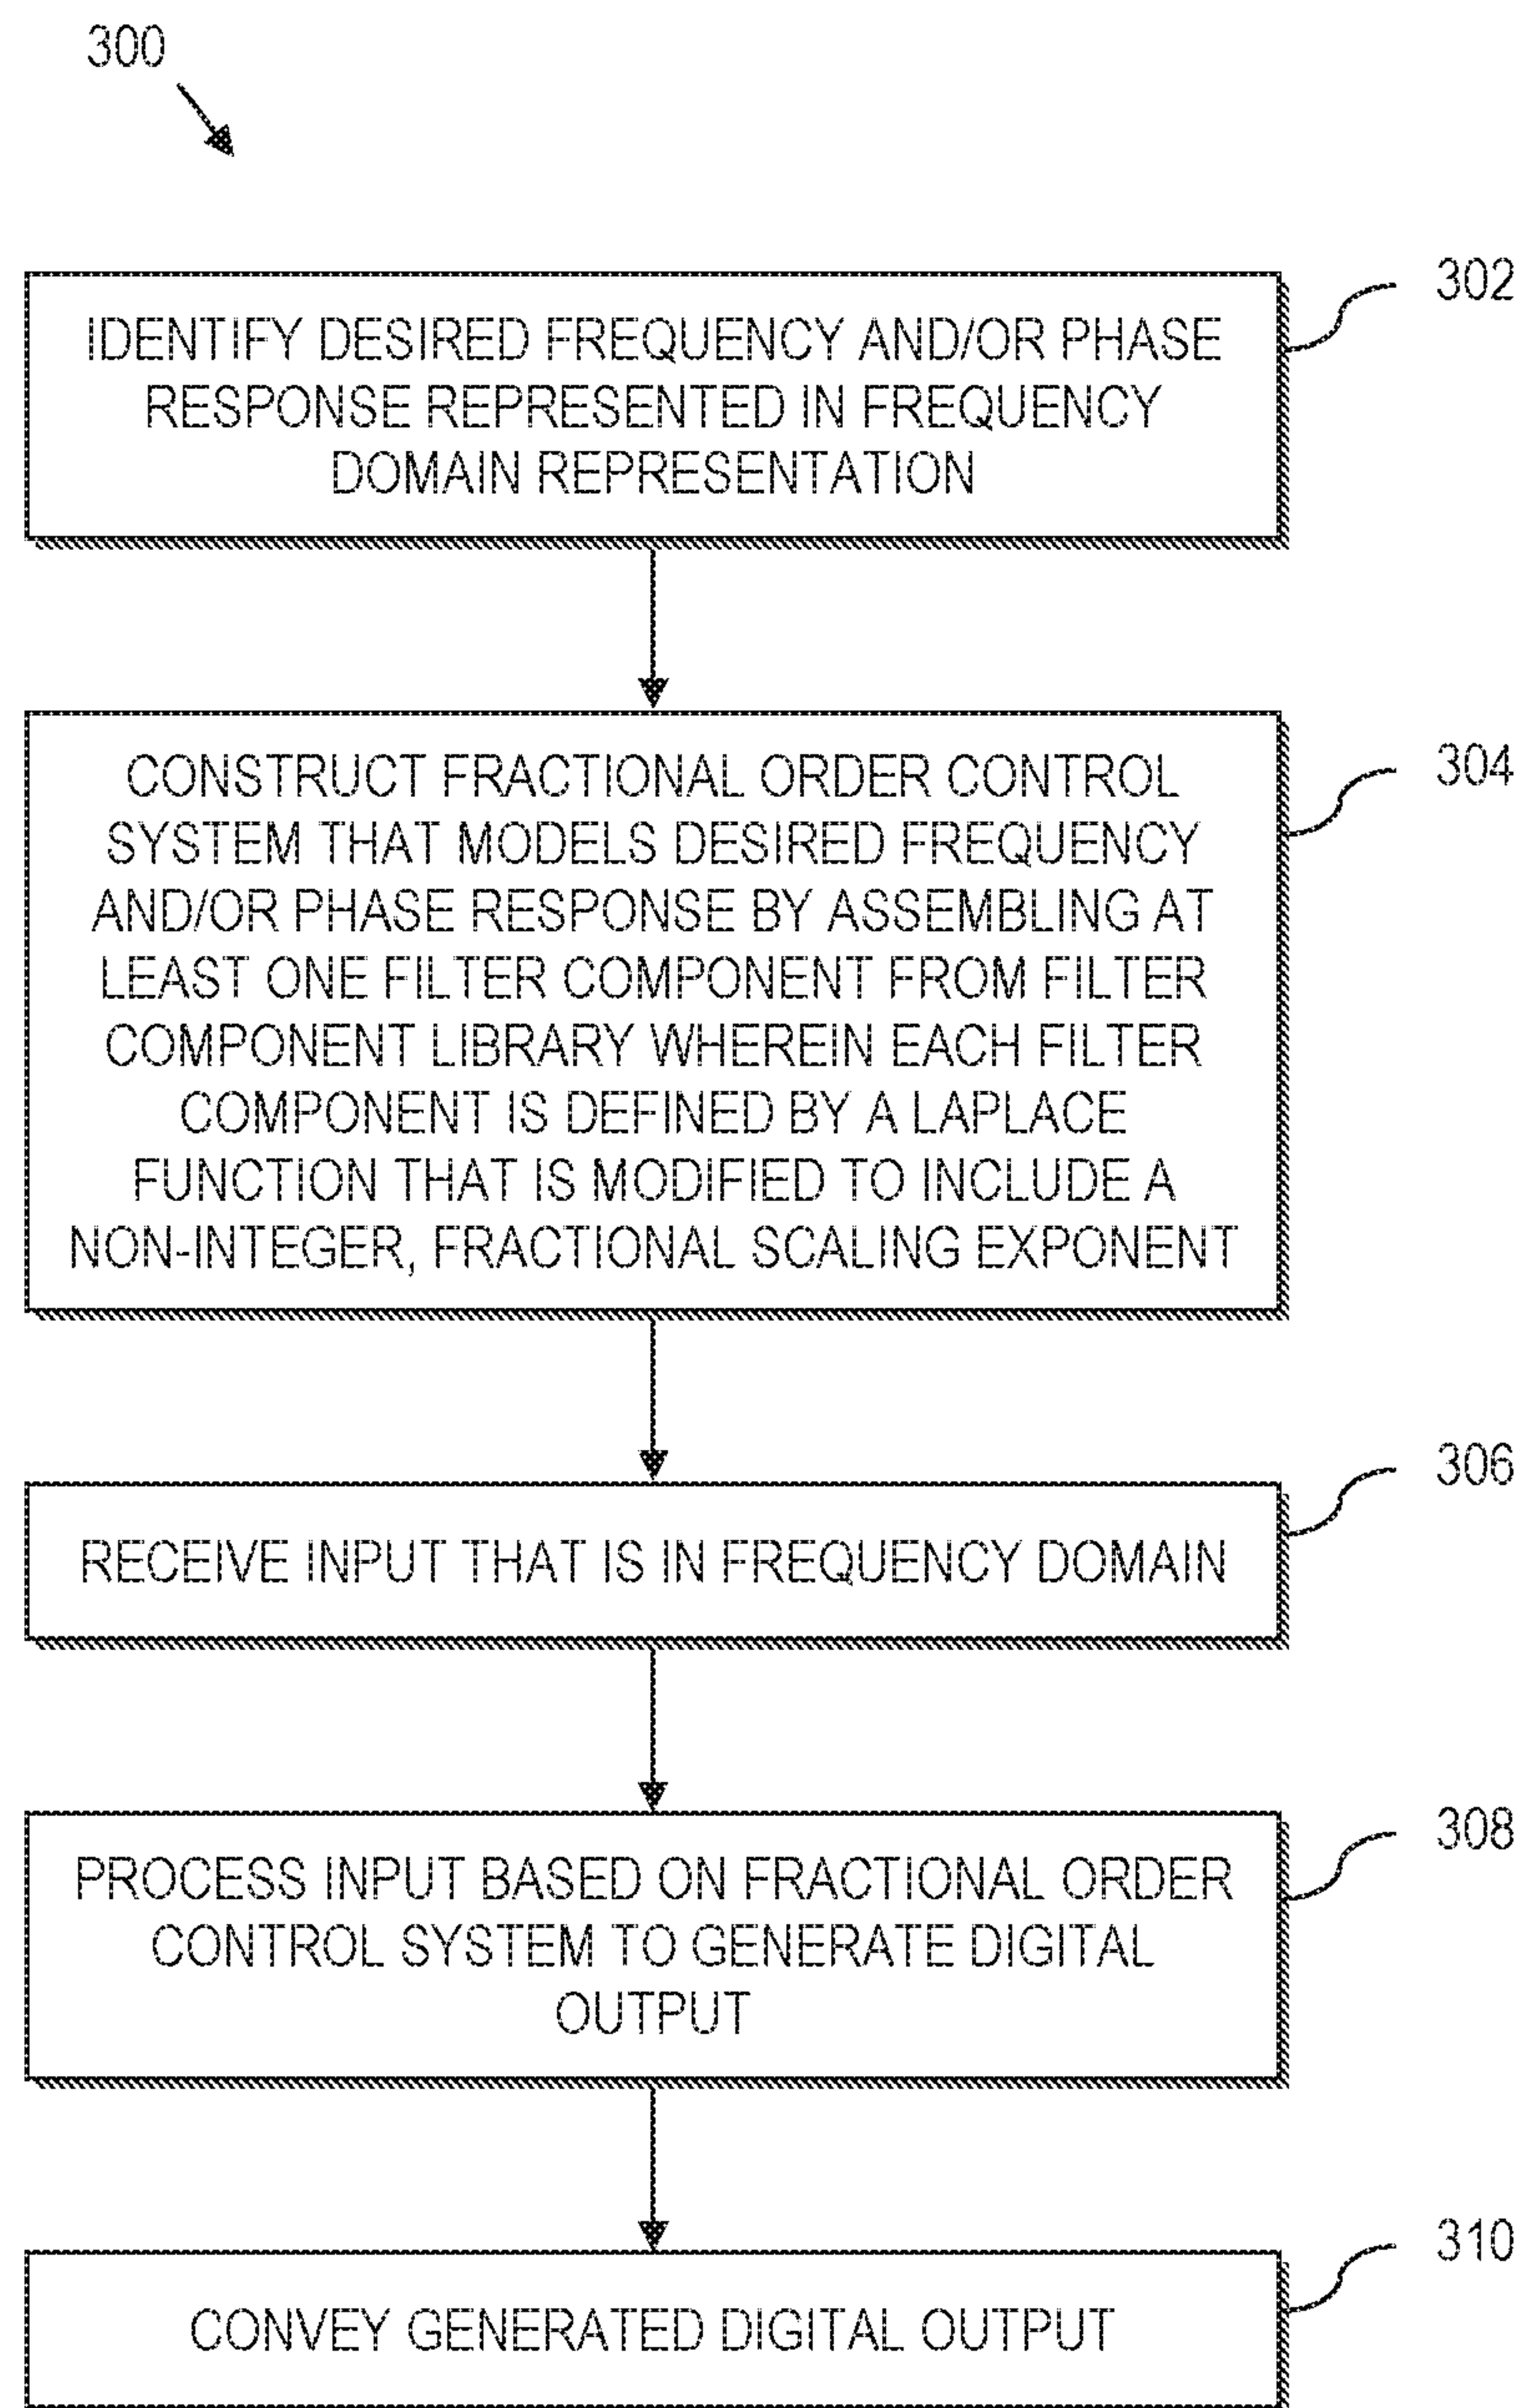 300
302
IDENTIFY DESIRED FREQUENCY AND/OR PHASE
RESPONSE REPRESENTED IN FREQUENCY
DOMAIN REPRESENTATION
304
CONSTRUCT FRACTIONAL ORDER CONTROL
SYSTEM THAT MODELS DESIRED FREQUENCY
AND/OR PHASE RESPONSE BY ASSEMBLING AT
LEAST ONE FILTER COMPONENT FROM FILTER
COMPONENT LIBRARY WHEREIN EACH FILTER
COMPONENT IS DEFINED BY A LAPLACE
FUNCTION THAT IS MODIFIED TO INCLUDE A
NON-INTEGER, FRACTIONAL SCALING EXPONENT
306
RECEIVE INPUT THAT IS IN FREQUENCY DOMAIN
308
PROCESS INPUT BASED ON FRACTIONAL ORDER
CONTROL SYSTEM TO GENERATE DIGITAL
OUTPUT
310
CONVEY GENERATED DIGITAL OUTPUT